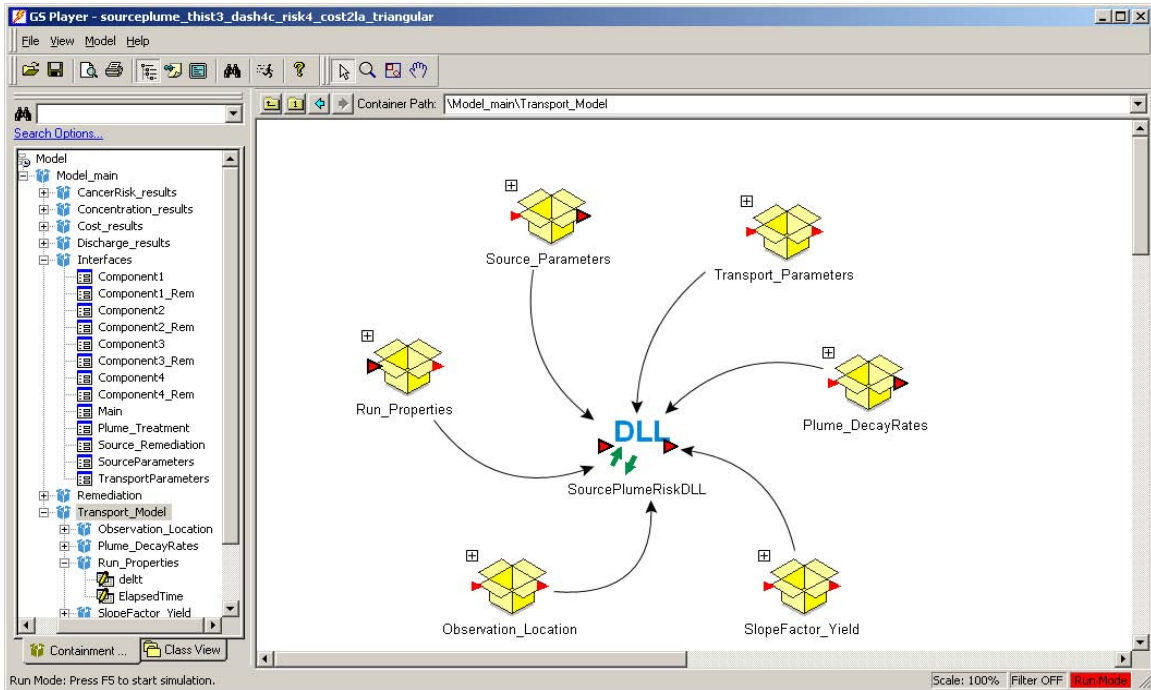 GS Player - sourceplume_thist3_dash4c_risk4_cost2la_triangular
File View Model Help
Container Path: \Model_main\Transport_Model
Search Options...
Model
Model_main
CancerRisk_results
Concentration_results
Cost_results
Discharge_results
Interfaces
Component1
Component1_Rem
Component2
Component2_Rem
Component3
Component3_Rem
Component4
Component4_Rem
Main
Plume_Treatment
Source_Remediation
SourceParameters
TransportParameters
Remediation
Transport_Model
Observation_Location
Plume_DecayRates
Run_Properties
deltt
ElapsedTime
SlopeFactor_Yield
Containment ...
Class View
Source_Parameters
Transport_Parameters
Run_Properties
Plume_DecayRates
DLL
SourcePlumeRiskDLL
Observation_Location
SlopeFactor_Yield
Run Mode: Press F5 to start simulation.
Scale: 100% Filter OFF Run Mode